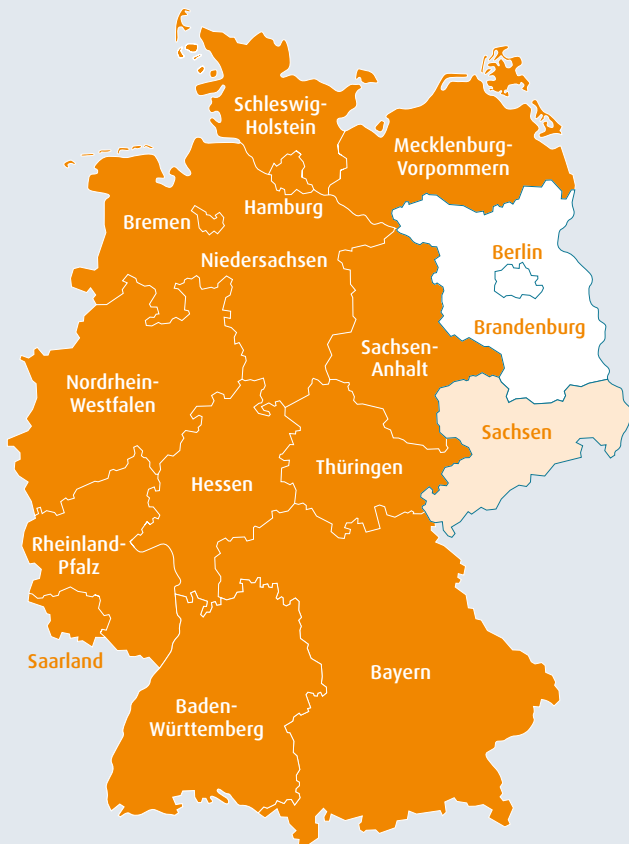 Schleswig-
Holstein
Mecklenburg-
Vorpommern
Hamburg
Bremen
Niedersachsen
Berlin
Brandenburg
Sachsen-
Anhalt
Nordrhein-
Westfalen
Sachsen
Thüringen
Hessen
Rheinland-
Pfalz
Saarland
Bayern
Baden-
Württemberg